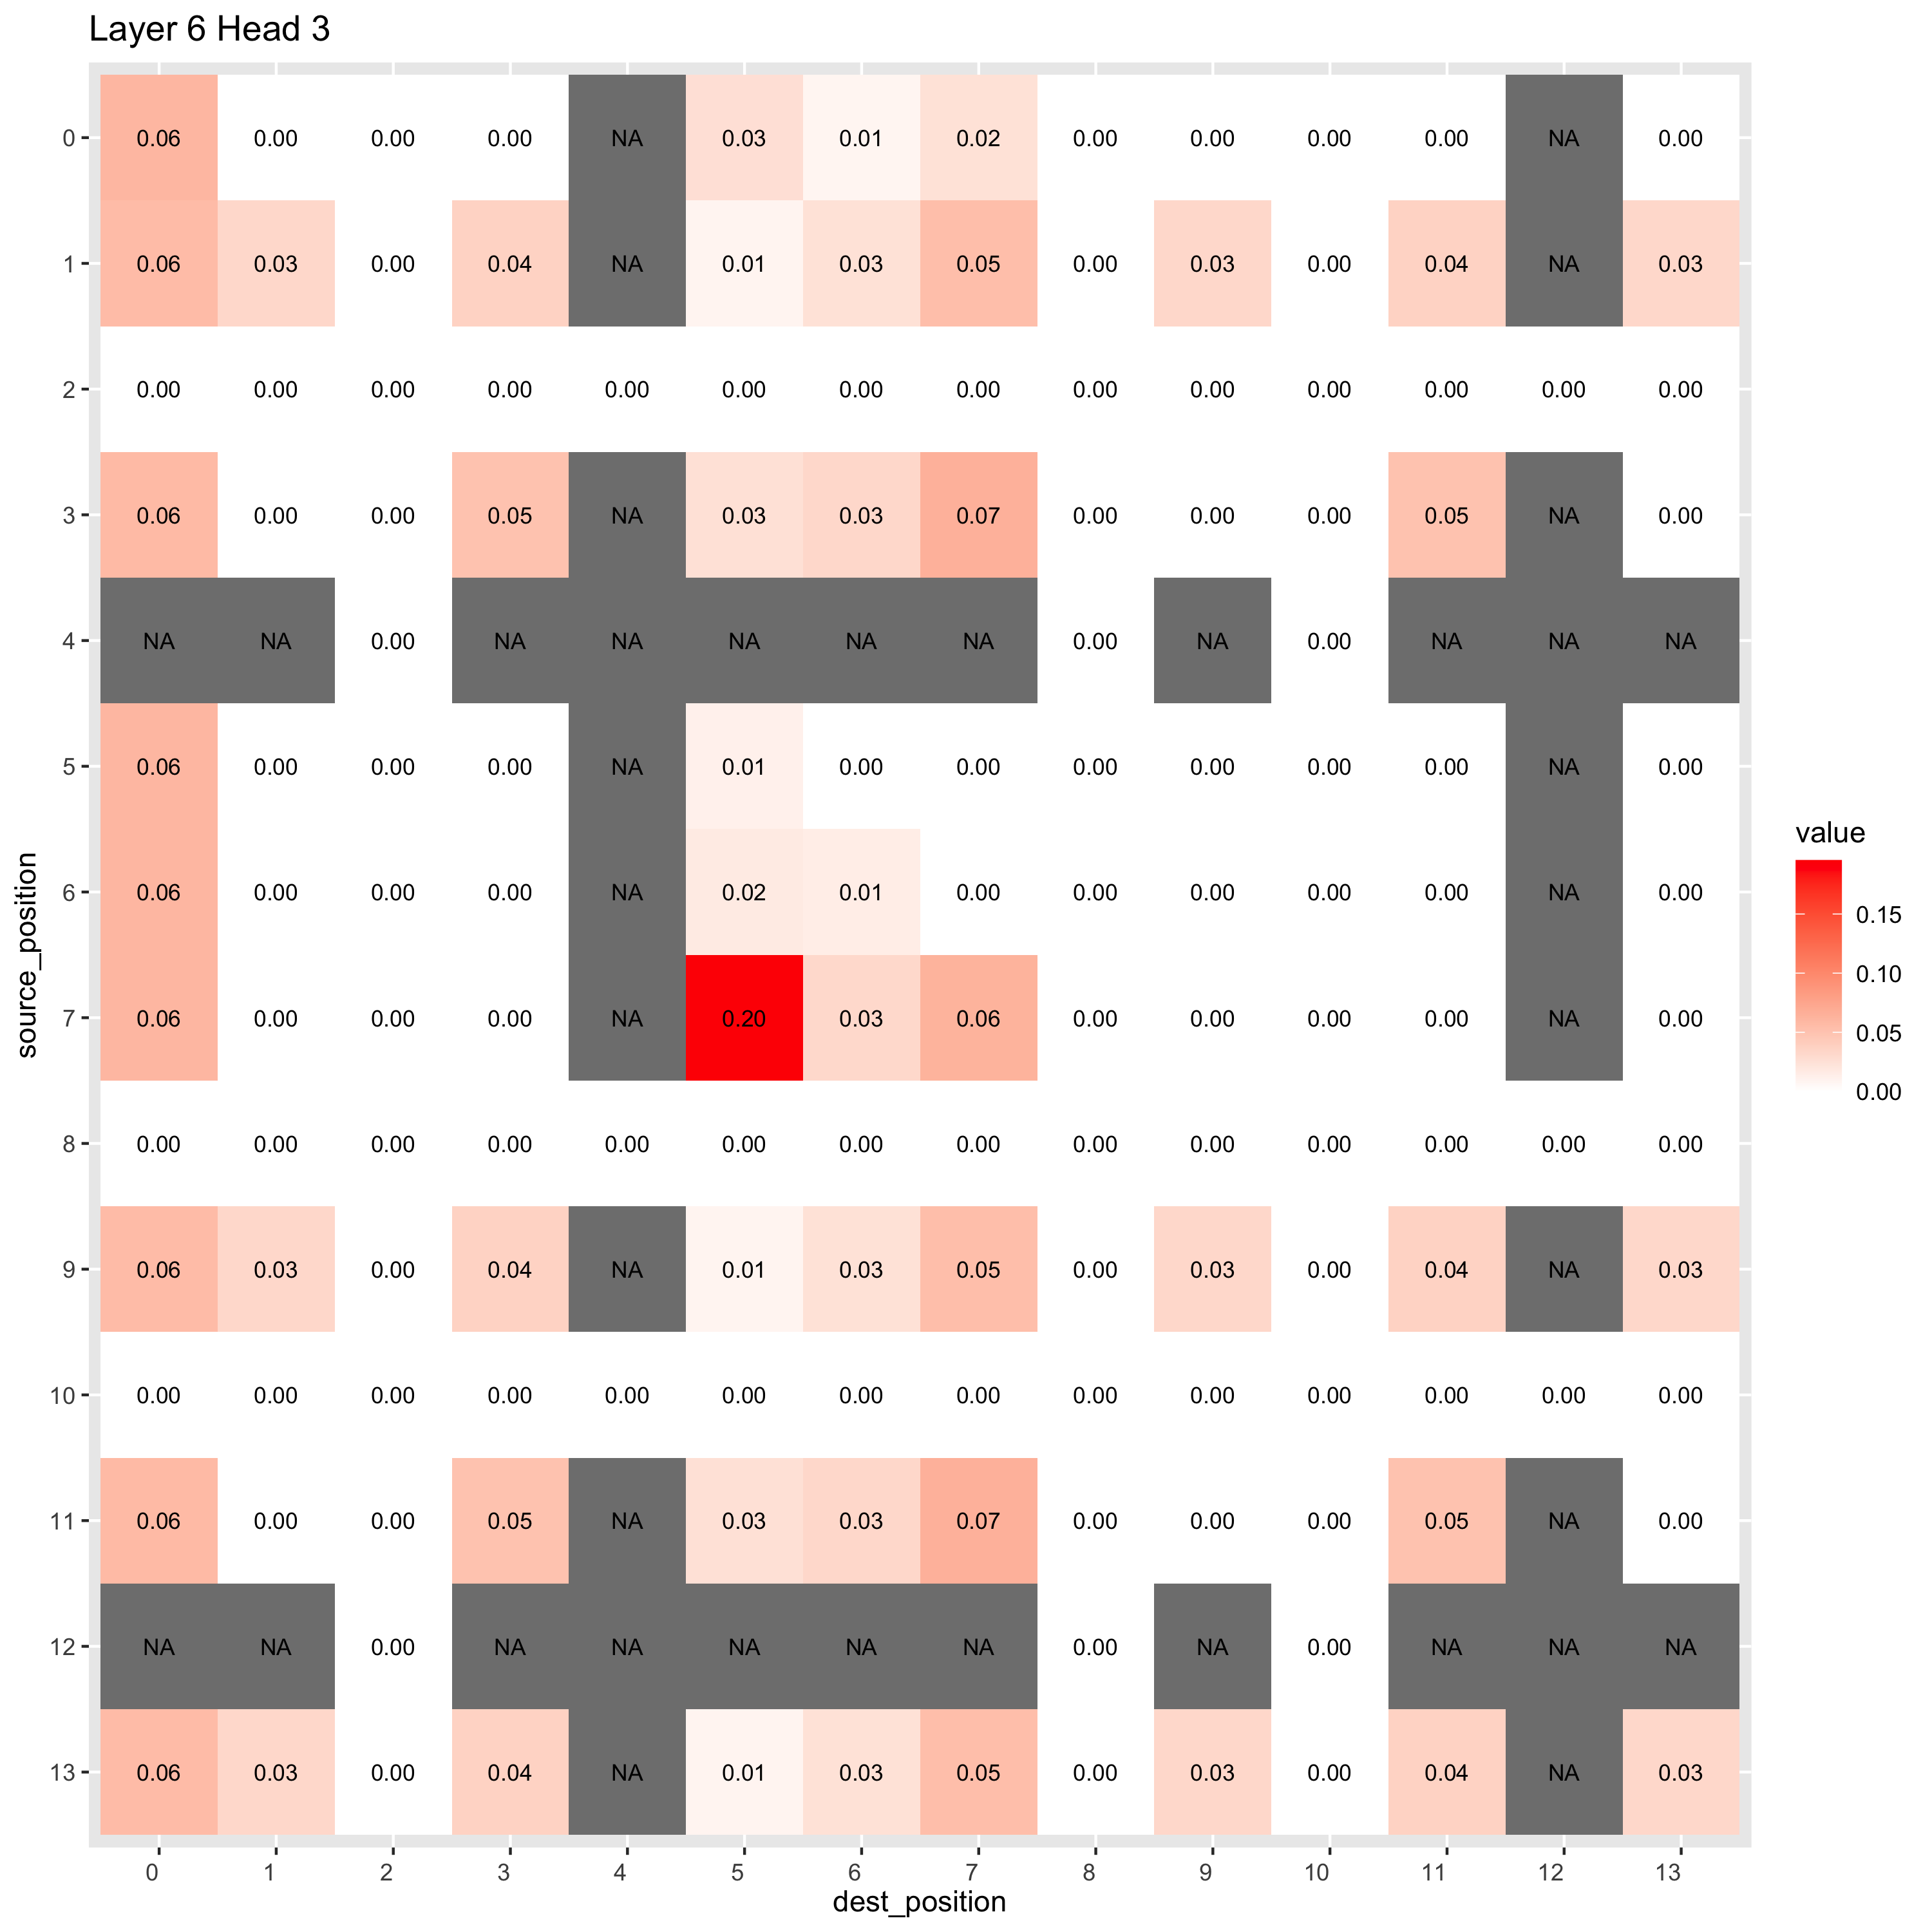 Layer 6 Head 3
0 0.06 0.00 0.00 0.00 NA 0.03 0.01 0.02 0.00 0.00 0.00 0.00 NA 0.00
1 0.06 0.03 0.00 0.04 NA 0.01 0.03 0.05 0.00 0.03 0.00 0.04 NA 0.03
2 0.00 0.00 0.00 0.00 0.00 0.00 0.00 0.00 0.00 0.00 0.00 0.00 0.00 0.00
3 0.06 0.00 0.00 0.05 NA 0.03 0.03 0.07 0.00 0.00 0.00 0.05 NA 0.00
4 NA NA 0.00 NA NA NA NA NA 0.00 NA 0.00 NA NA NA
5 0.06 0.00 0.00 0.00 NA 0.01 0.00 0.00 0.00 0.00 0.00 0.00 NA 0.00
6 0.06 0.00 0.00 0.00 NA 0.02 0.01 0.00 0.00 0.00 0.00 0.00 NA 0.00
7 0.06 0.00 0.00 0.00 NA 0.20 0.03 0.06 0.00 0.00 0.00 0.00 NA 0.00
8 0.00 0.00 0.00 0.00 0.00 0.00 0.00 0.00 0.00 0.00 0.00 0.00 0.00 0.00
9 0.06 0.03 0.00 0.04 NA 0.01 0.03 0.05 0.00 0.03 0.00 0.04 NA 0.03
10 0.00 0.00 0.00 0.00 0.00 0.00 0.00 0.00 0.00 0.00 0.00 0.00 0.00 0.00
11 0.06 0.00 0.00 0.05 NA 0.03 0.03 0.07 0.00 0.00 0.00 0.05 NA 0.00
12 NA NA 0.00 NA NA NA NA NA 0.00 NA 0.00 NA NA NA
13 0.06 0.03 0.00 0.04 NA 0.01 0.03 0.05 0.00 0.03 0.00 0.04 NA 0.03
0 1 2 3 4 5 6 7 8 9 10 11 12 13
dest_position
source_position
value
0.15
0.10
0.05
0.00